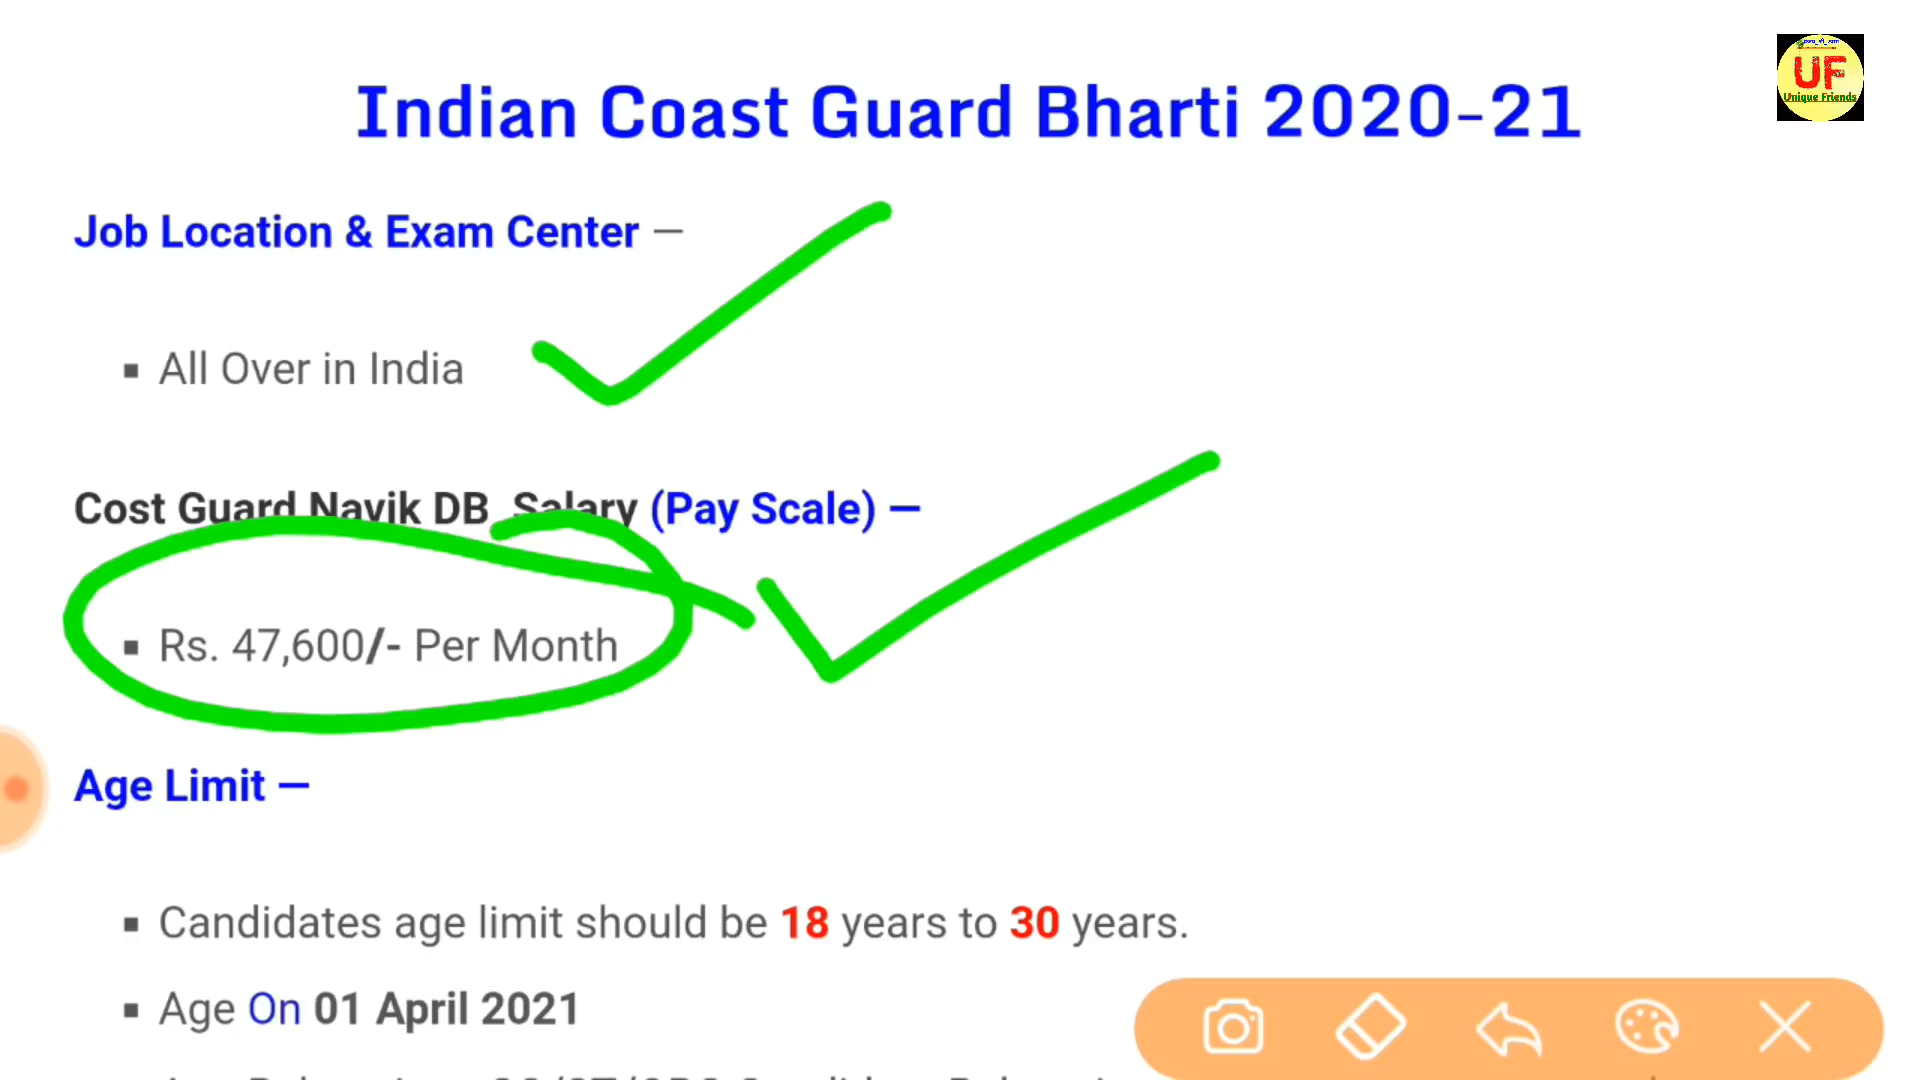 Indian Coast Guard Bharti 2020-21
UF
Unique Friends
Job Location & Exam Center —
▪ All Over in India
Cost Guard Navik DB Salary (Pay Scale) —
▪ Rs. 47,600/- Per Month
Age Limit —
▪ Candidates age limit should be 18 years to 30 years.
▪ Age On 01 April 2021